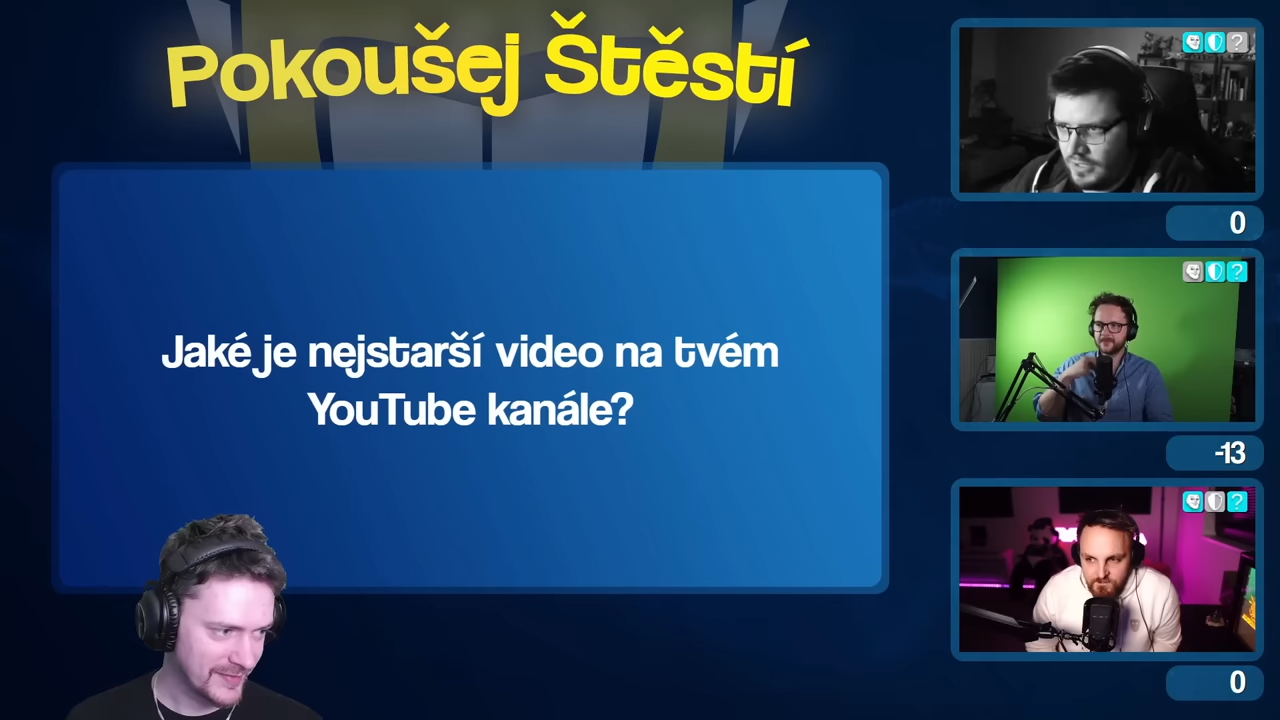 Pokoušej Štěstí
Jaké je nejstarší video na tvém
YouTube kanále?
?
0
?
-13
?
0